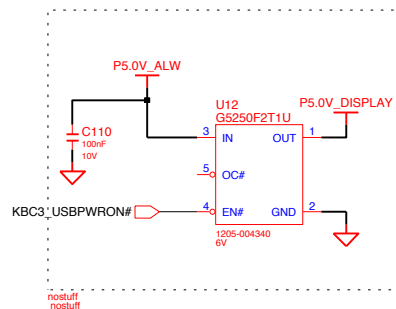 P5.0V_ALW
U12
G5250F2T1U
P5.0V_DISPLAY
C110
100nF
10V
3 IN OUT 1
5 OC#
KBC3_USBPWRON# 4 EN# GND 2
1205-004340
6V
nostuff
nostuff